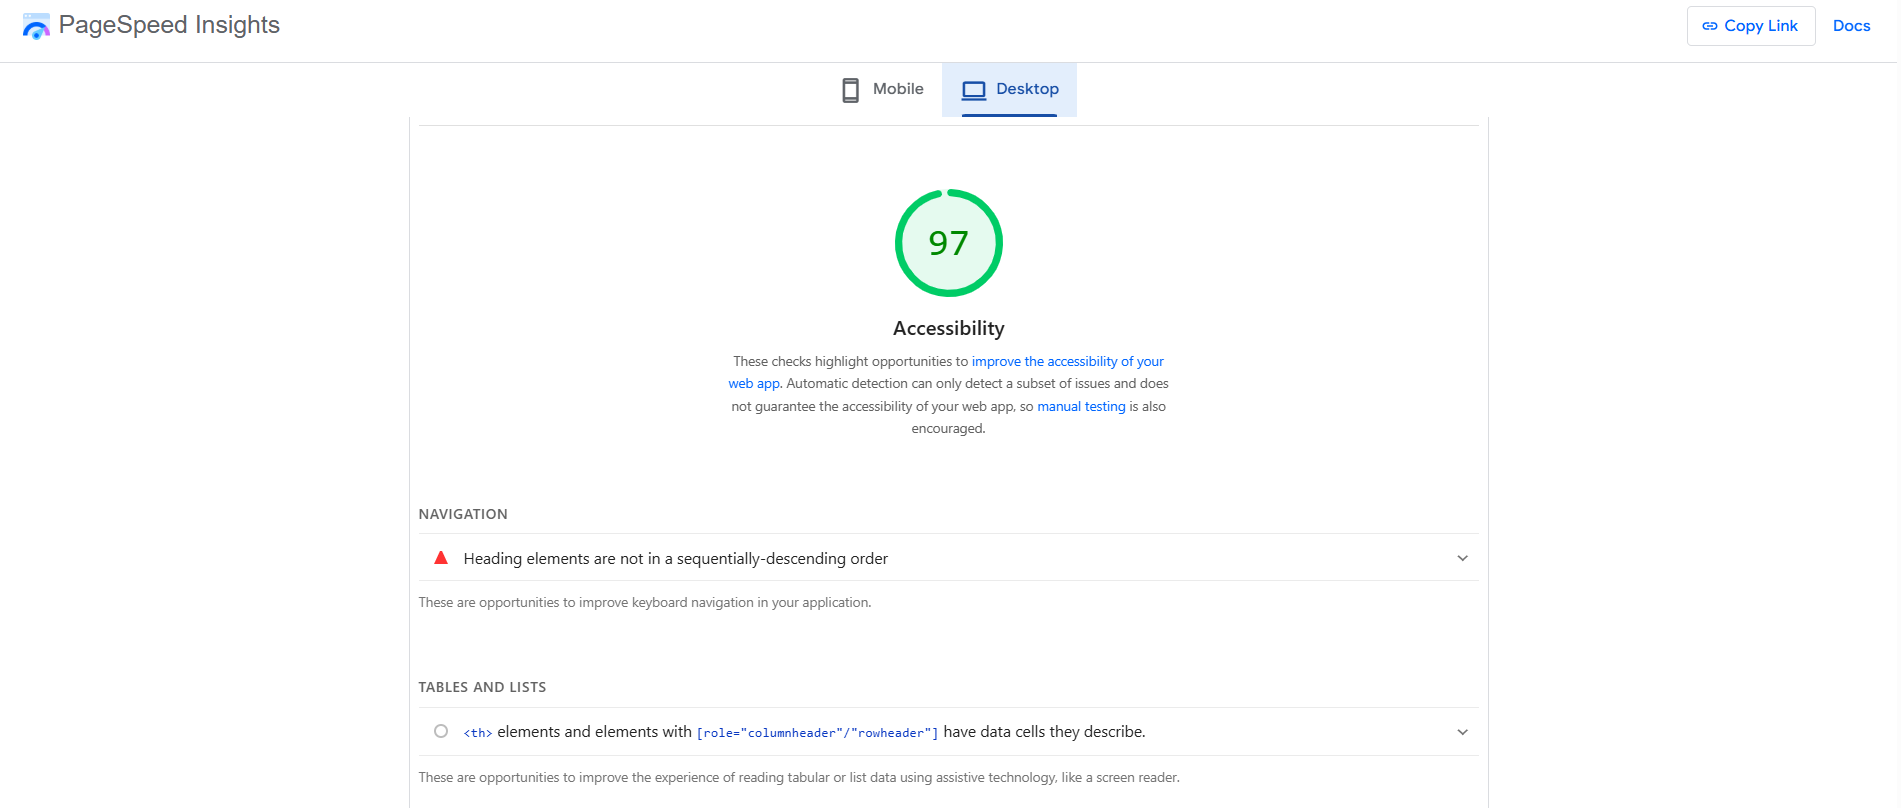 PageSpeed Insights
Copy Link
Docs
Mobile
Desktop
97
Accessibility
These checks highlight opportunities to improve the accessibility of your
web app. Automatic detection can only detect a subset of issues and does
not guarantee the accessibility of your web app, so manual testing is also
encouraged.
NAVIGATION
Heading elements are not in a sequentially-descending order
These are opportunities to improve keyboard navigation in your application.
TABLES AND LISTS
<th> elements and elements with [role="columnheader"/"rowheader"] have data cells they describe.
These are opportunities to improve the experience of reading tabular or list data using assistive technology, like a screen reader.